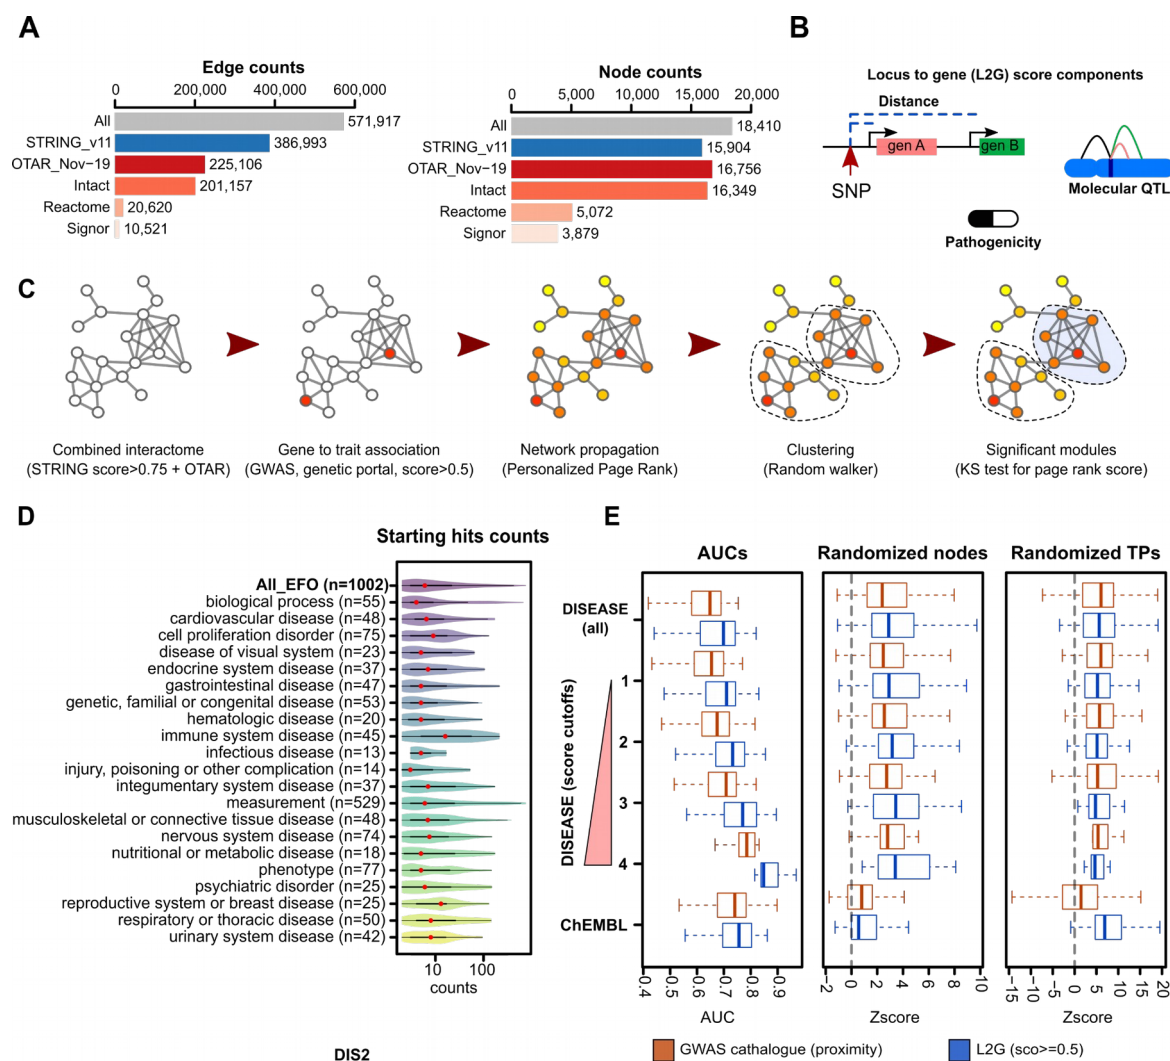 A
Edge counts
0
200,000
400,000
600,000
All
571,917
STRING_v11
386,993
OTAR_Nov−19
225,106
Intact
201,157
Reactome
20,620
Signor
10,521
Node counts
0
5,000
10,000
15,000
20,000
All
18,410
STRING_v11
15,904
OTAR_Nov−19
16,756
Intact
16,349
Reactome
5,072
Signor
3,879
B
Locus to gene (L2G) score components
Distance
gen A
gen B
SNP
Molecular QTL
Pathogenicity
C
Combined interactome
(STRING score>0.75 + OTAR)
Gene to trait association
(GWAS, genetic portal, score>0.5)
Network propagation
(Personalized Page Rank)
Clustering
(Random walker)
Significant modules
(KS test for page rank score)
D
Starting hits counts
All_EFO (n=1002)
biological process (n=55)
cardiovascular disease (n=48)
cell proliferation disorder (n=75)
disease of visual system (n=23)
endocrine system disease (n=37)
gastrointestinal disease (n=47)
genetic, familial or congenital disease (n=53)
hematologic disease (n=20)
immune system disease (n=45)
infectious disease (n=13)
injury, poisoning or other complication (n=14)
integumentary system disease (n=37)
measurement (n=529)
musculoskeletal or connective tissue disease (n=48)
nervous system disease (n=74)
nutritional or metabolic disease (n=18)
phenotype (n=77)
psychiatric disorder (n=25)
reproductive system or breast disease (n=25)
respiratory or thoracic disease (n=50)
urinary system disease (n=42)
10
100
counts
E
AUCs
Randomized nodes
Randomized TPs
DISEASE
(all)
DISEASE (score cutoffs)
1
2
3
4
ChEMBL
0.4
0.5
0.6
0.7
0.8
0.9
AUC
−2
0
2
4
6
8
10
Zscore
−15
−10
−5
0
5
10
15
20
Zscore
GWAS cathalogue (proximity)
L2G (sco>=0.5)
DIS2